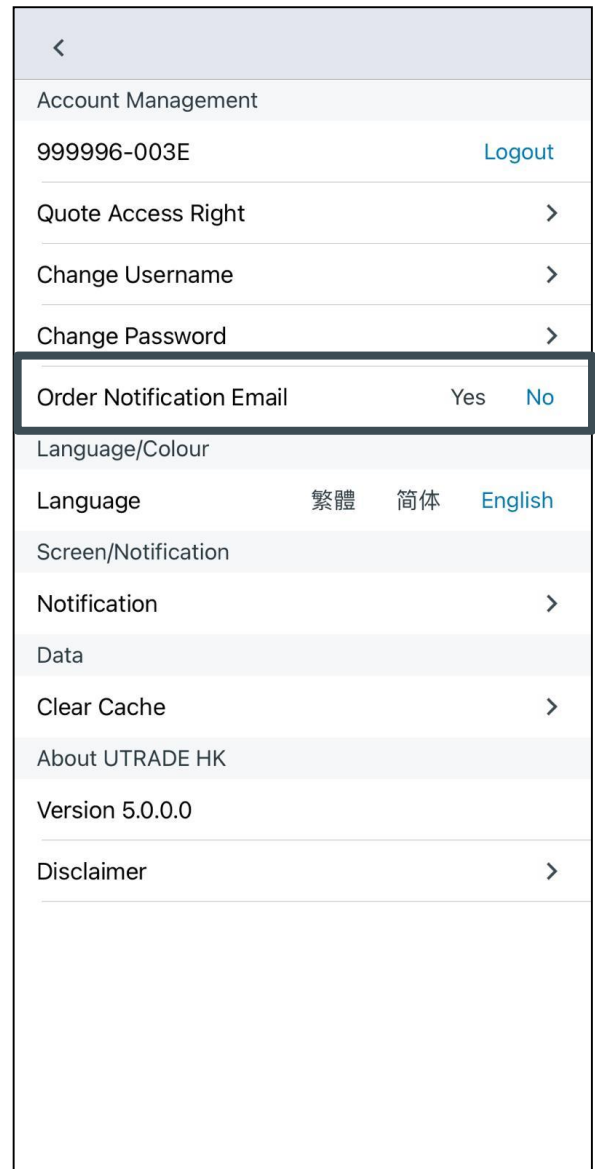 Account Management
999996-003E Logout
Quote Access Right
Change Username
Change Password
Order Notification Email Yes No
Language/Colour
Language 繁體 简体 English
Screen/Notification
Notification
Data
Clear Cache
About UTRADE HK
Version 5.0.0.0
Disclaimer